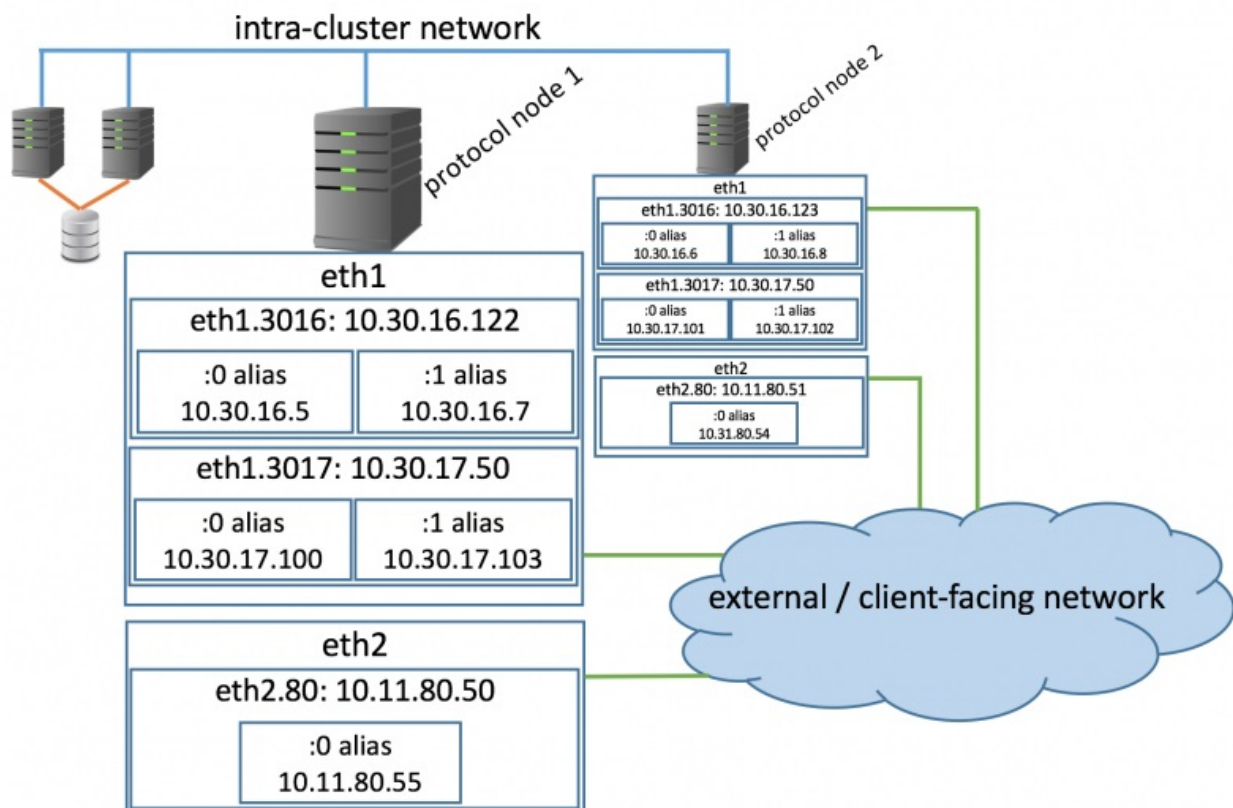 intra-cluster network
protocol node 1
protocol node 2
eth1
eth1.3016: 10.30.16.122
:0 alias
10.30.16.5
:1 alias
10.30.16.7
eth1.3017: 10.30.17.50
:0 alias
10.30.17.100
:1 alias
10.30.17.103
eth2
eth2.80: 10.11.80.50
:0 alias
10.11.80.55
eth1
eth1.3016: 10.30.16.123
:0 alias
10.30.16.6
:1 alias
10.30.16.8
eth1.3017: 10.30.17.50
:0 alias
10.30.17.101
:1 alias
10.30.17.102
eth2
eth2.80: 10.11.80.51
:0 alias
10.31.80.54
external / client-facing network